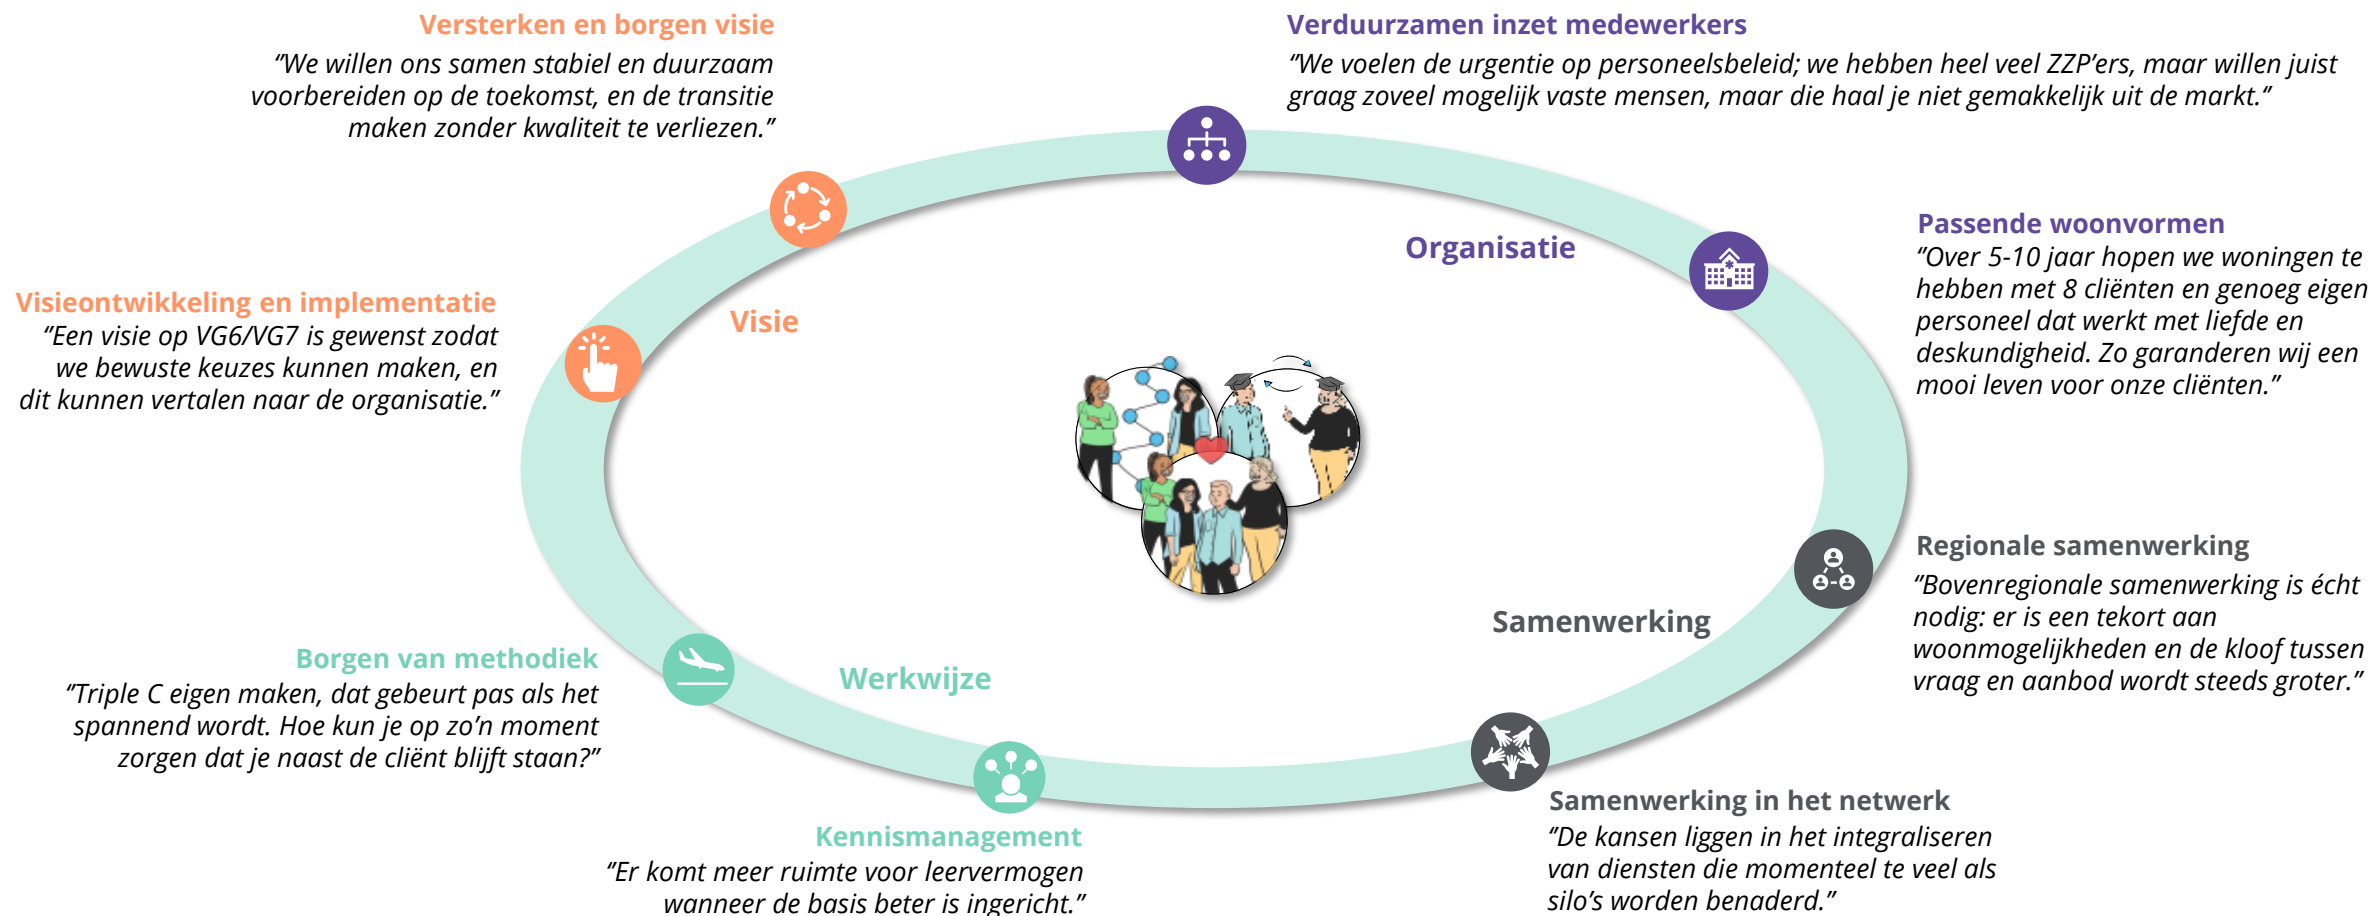 Versterken en borgen visie
"We willen ons samen stabiel en duurzaam
voorbereiden op de toekomst, en de transitie
maken zonder kwaliteit te verliezen."
Verduurzamen inzet medewerkers
"We voelen de urgentie op personeelsbeleid; we hebben heel veel ZZP'ers, maar willen juist
graag zoveel mogelijk vaste mensen, maar die haal je niet gemakkelijk uit de markt."
Organisatie
Passende woonvormen
"Over 5-10 jaar hopen we woningen te
hebben met 8 cliënten en genoeg eigen
personeel dat werkt met liefde en
deskundigheid. Zo garanderen wij een
mooi leven voor onze cliënten."
Visieontwikkeling en implementatie
"Een visie op VG6/VG7 is gewenst zodat
we bewuste keuzes kunnen maken, en
dit kunnen vertalen naar de organisatie."
Visie
Regionale samenwerking
"Bovenregionale samenwerking is écht
nodig: er is een tekort aan
woonmogelijkheden en de kloof tussen
vraag en aanbod wordt steeds groter."
Samenwerking
Borgen van methodiek
"Triple C eigen maken, dat gebeurt pas als het
spannend wordt. Hoe kun je op zo'n moment
zorgen dat je naast de cliënt blijft staan?"
Werkwijze
Samenwerking in het netwerk
"De kansen liggen in het integraliseren
van diensten die momenteel te veel als
silo's worden benaderd."
Kennismanagement
"Er komt meer ruimte voor leervermogen
wanneer de basis beter is ingericht."